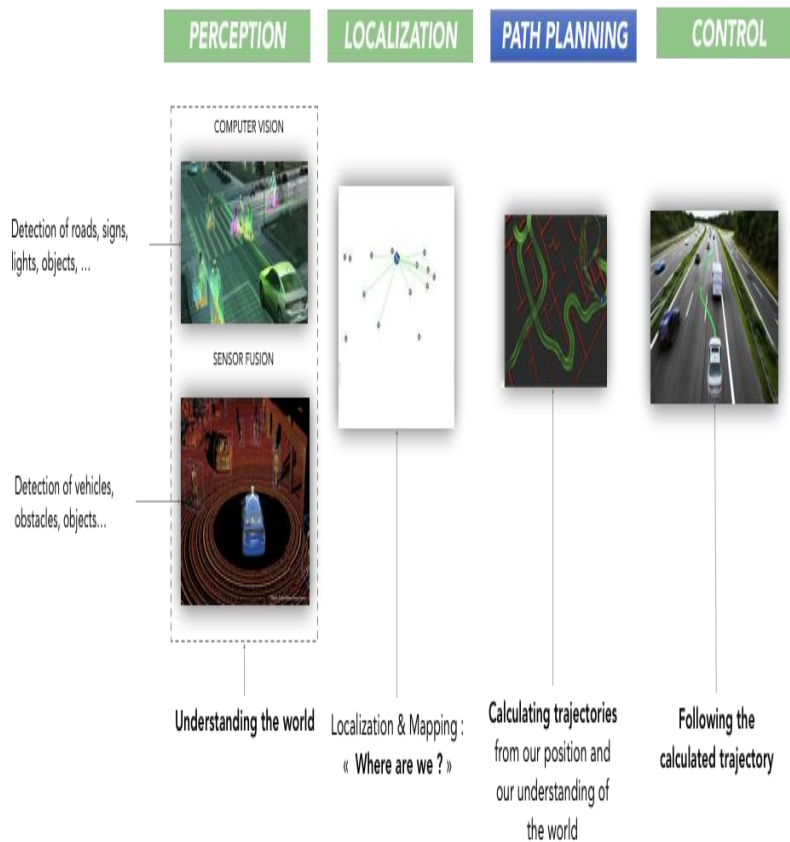 PERCEPTION
LOCALIZATION
PATH PLANNING
CONTROL
COMPUTER VISION
Detection of roads, signs,
lights, objects, ...
SENSOR FUSION
Detection of vehicles,
obstacles, objects...
Understanding the world
Localization & Mapping :
« Where are we ? »
Calculating trajectories
from our position and
our understanding of
the world
Following the
calculated trajectory